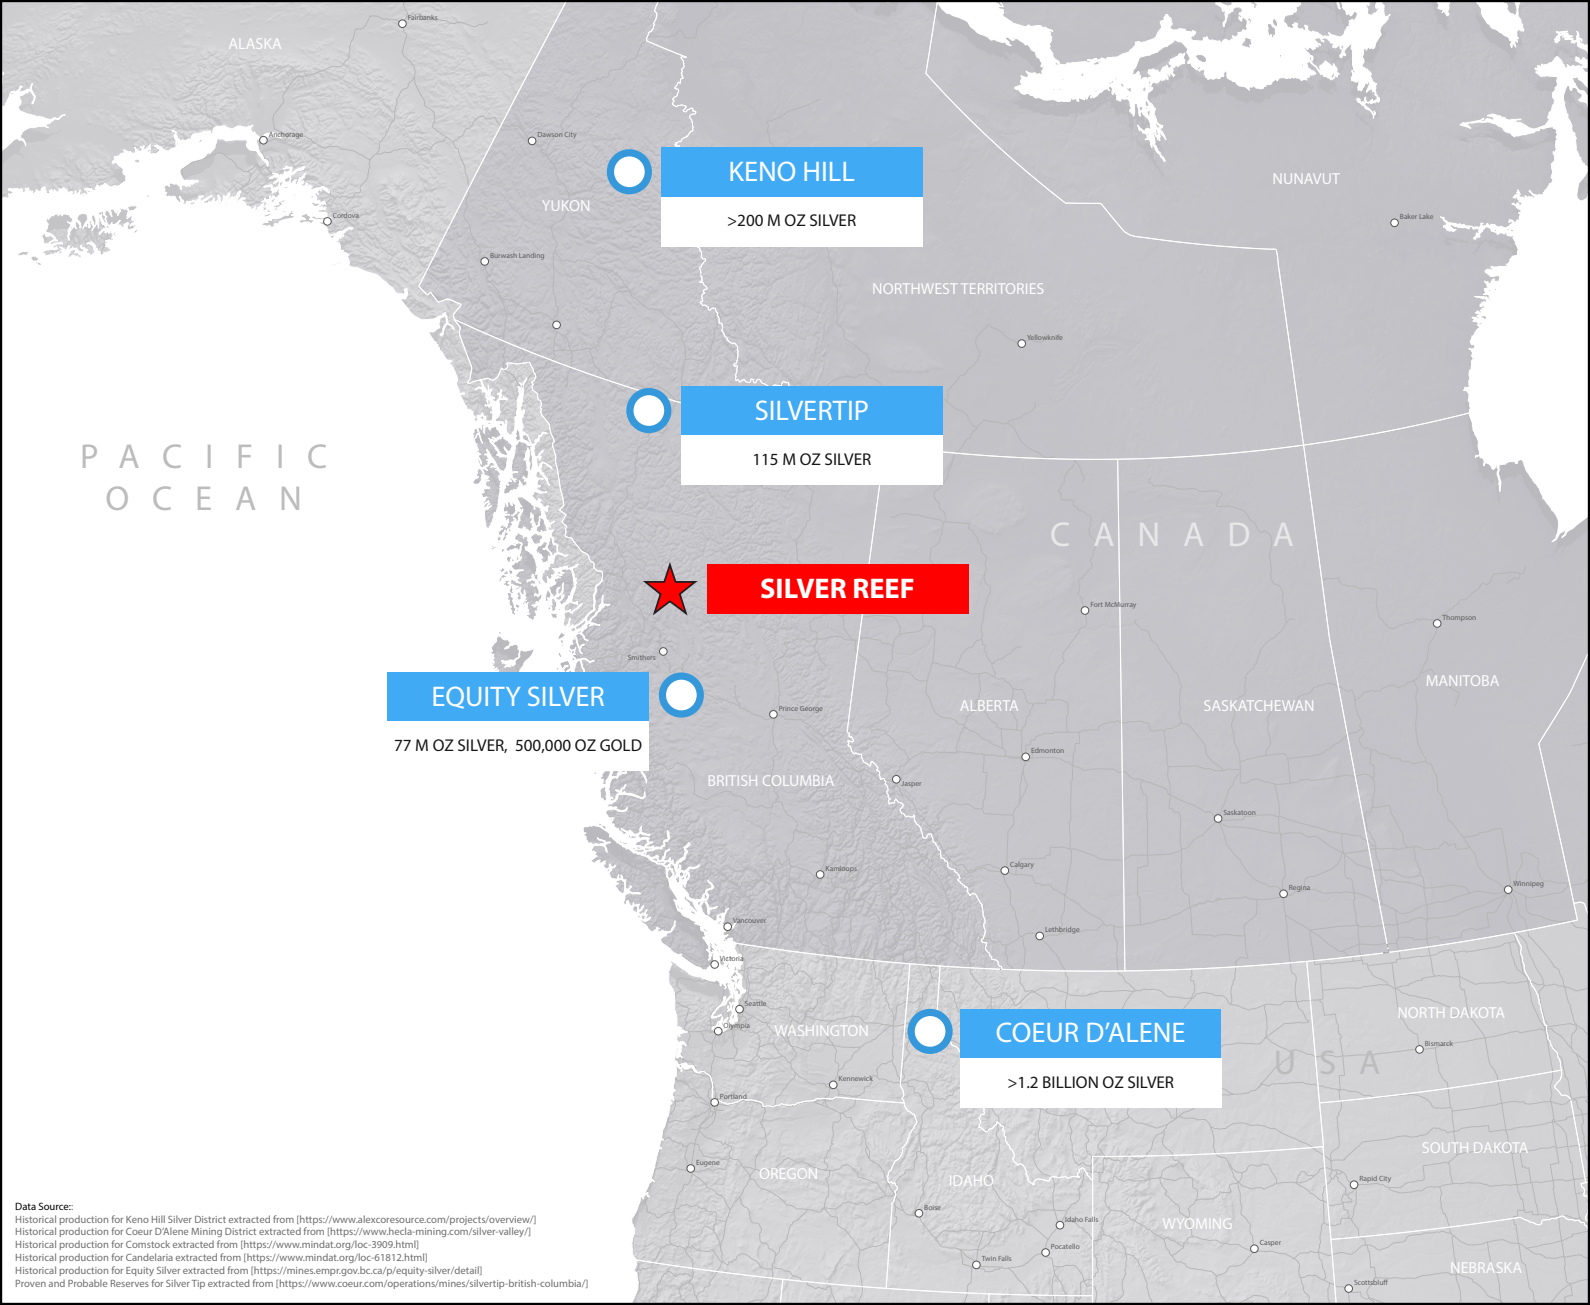 Fairbanks
ALASKA
Anchorage
Dawson City
KENO HILL
>200 M OZ SILVER
NUNAVUT
YUKON
Cordova
Baker Lake
Burwash Landing
NORTHWEST TERRITORIES
Yellowknife
SILVERTIP
115 M OZ SILVER
PACIFIC
OCEAN
CANADA
SILVER REEF
Fort McMurray
Thompson
Smithers
EQUITY SILVER
77 M OZ SILVER, 500,000 OZ GOLD
MANITOBA
ALBERTA
SASKATCHEWAN
Prince George
Edmonton
BRITISH COLUMBIA
Jasper
Saskatoon
Kamloops
Calgary
Regina
Winnipeg
Vancouver
Lethbridge
Victoria
Seattle
Olympia
WASHINGTON
COEUR D'ALENE
>1.2 BILLION OZ SILVER
NORTH DAKOTA
Bismarck
USA
Kennewick
Portland
SOUTH DAKOTA
Eugene
OREGON
IDAHO
Rapid City
Boise
Idaho Falls
WYOMING
Pocatello
Casper
Twin Falls
NEBRASKA
Scottsbluff
Data Source::
Historical production for Keno Hill Silver District extracted from [https://www.alexcoresource.com/projects/overview/]
Historical production for Coeur D'Alene Mining District extracted from [https://www.hecla-mining.com/silver-valley/]
Historical production for Comstock extracted from [https://www.mindat.org/loc-3909.html]
Historical production for Candelaria extracted from [https://www.mindat.org/loc-61812.html]
Historical production for Equity Silver extracted from [https://mines.empr.gov.bc.ca/p/equity-silver/detail]
Proven and Probable Reserves for Silver Tip extracted from [https://www.coeur.com/operations/mines/silvertip-british-columbia/]